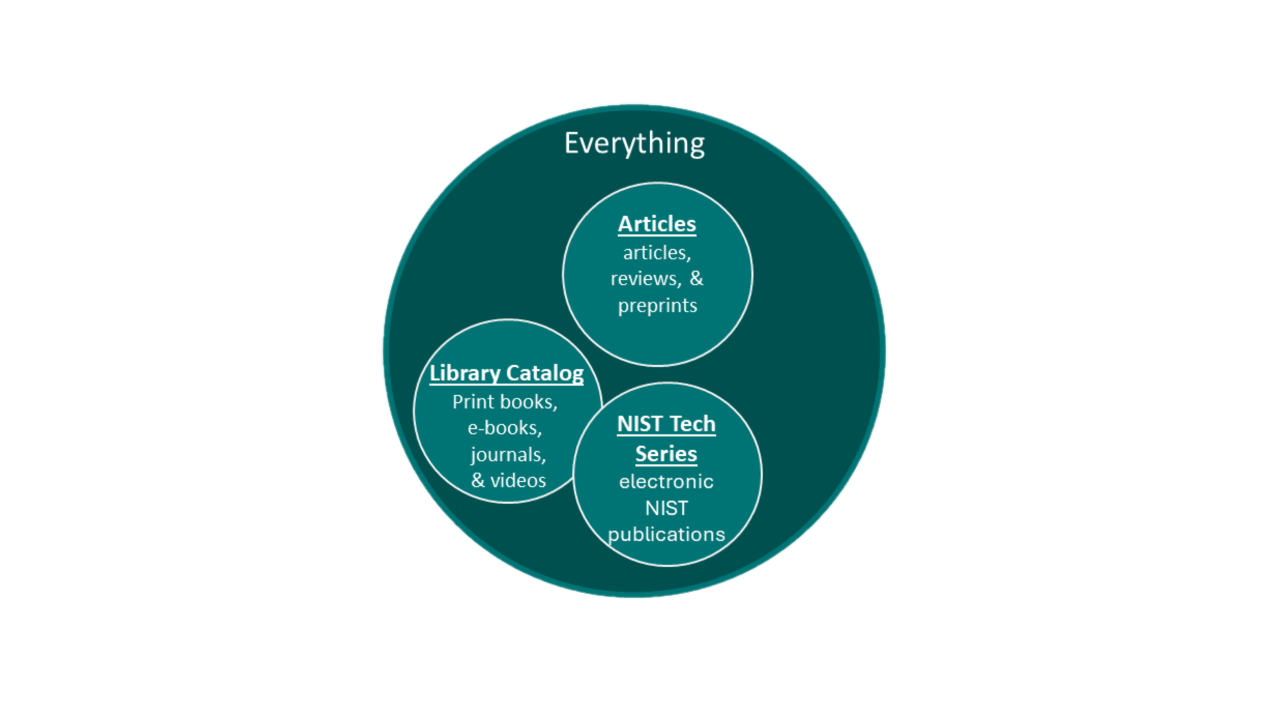 Everything
Articles
articles,
reviews, &
preprints
Library Catalog
Print books,
e-books,
journals,
& videos
NIST Tech
Series
electronic
NIST
publications